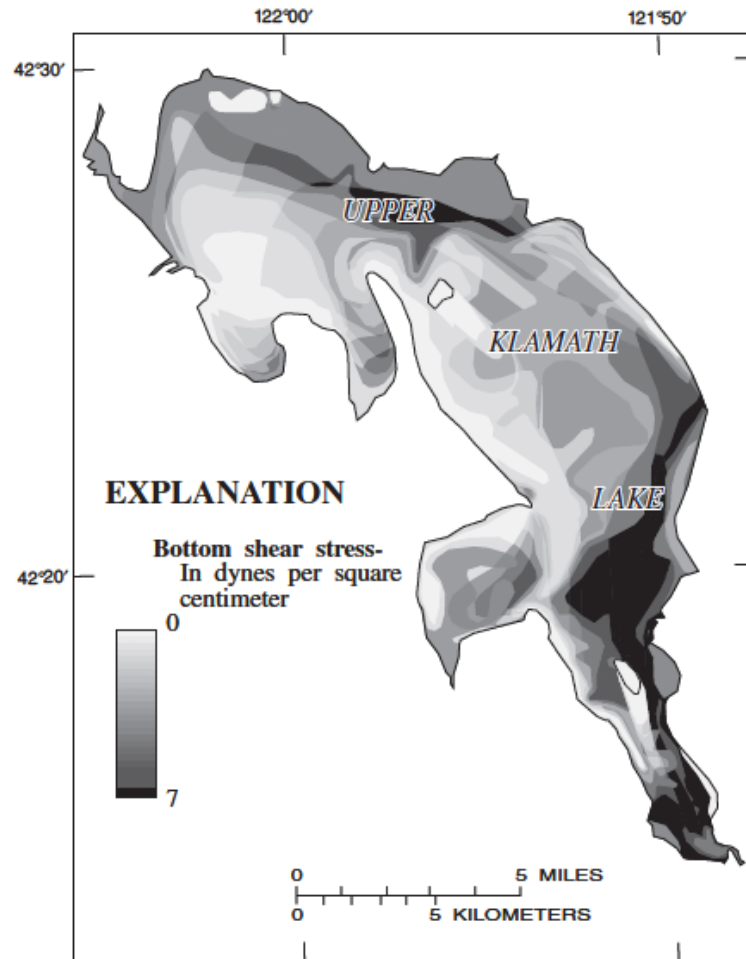 122°00′
121°50′
42°30′
UPPER
KLAMATH
EXPLANATION
LAKE
Bottom shear stress-
In dynes per square
centimeter
42°20′
0
7
0 5 MILES
0 5 KILOMETERS